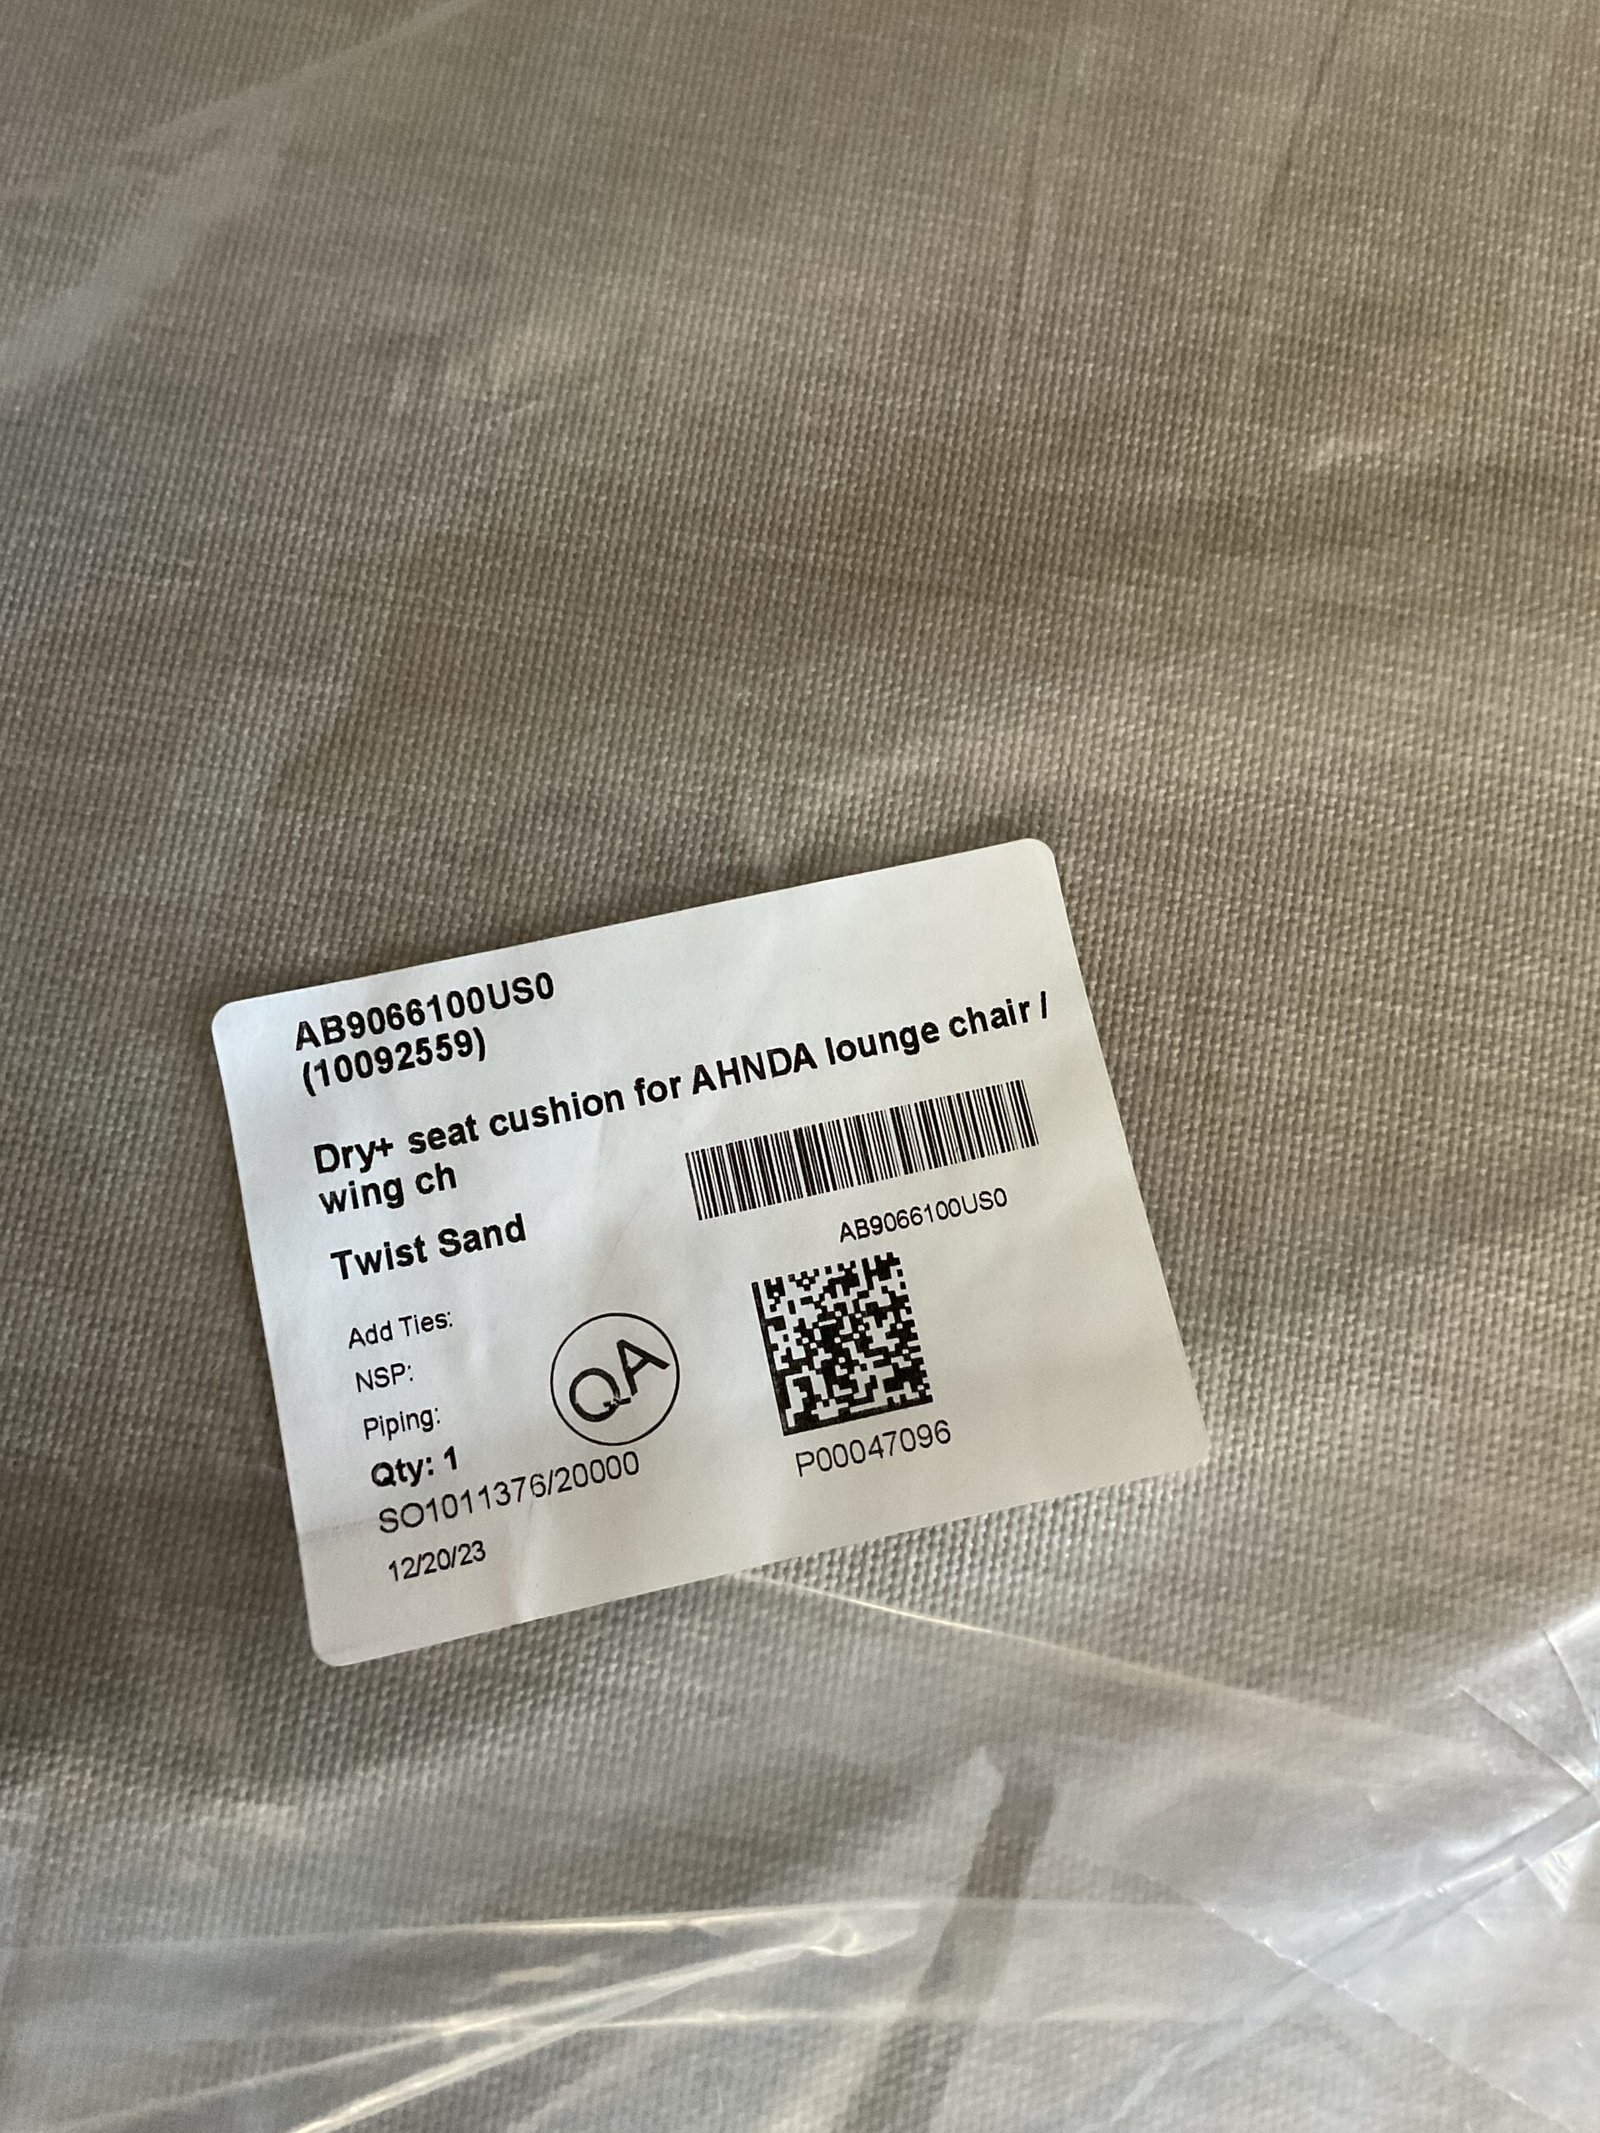 AB9066100US0
(10092559)
Dry+ seat cushion for AHNDA lounge chair /
wing ch
Twist Sand
AB9066100US0
Add Ties:
NSP:
Piping:
QA
Qty: 1
SO1011376/20000
P00047096
12/20/23